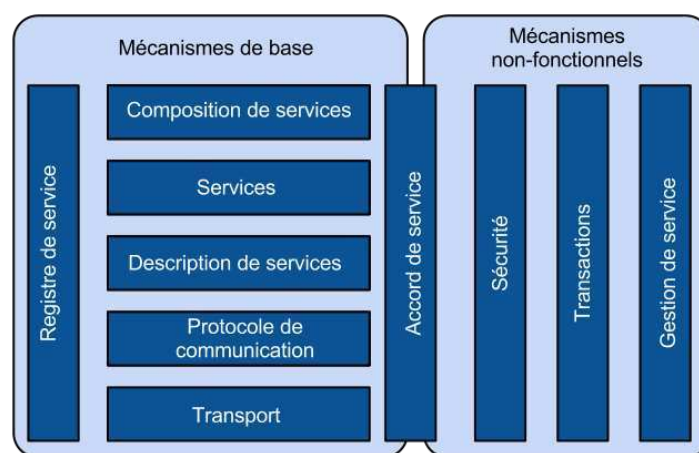 Mécanismes de base
Registre de service
Composition de services
Services
Description de services
Protocole de
communication
Transport
Accord de service
Mécanismes
non-fonctionnels
Sécurité
Transactions
Gestion de service